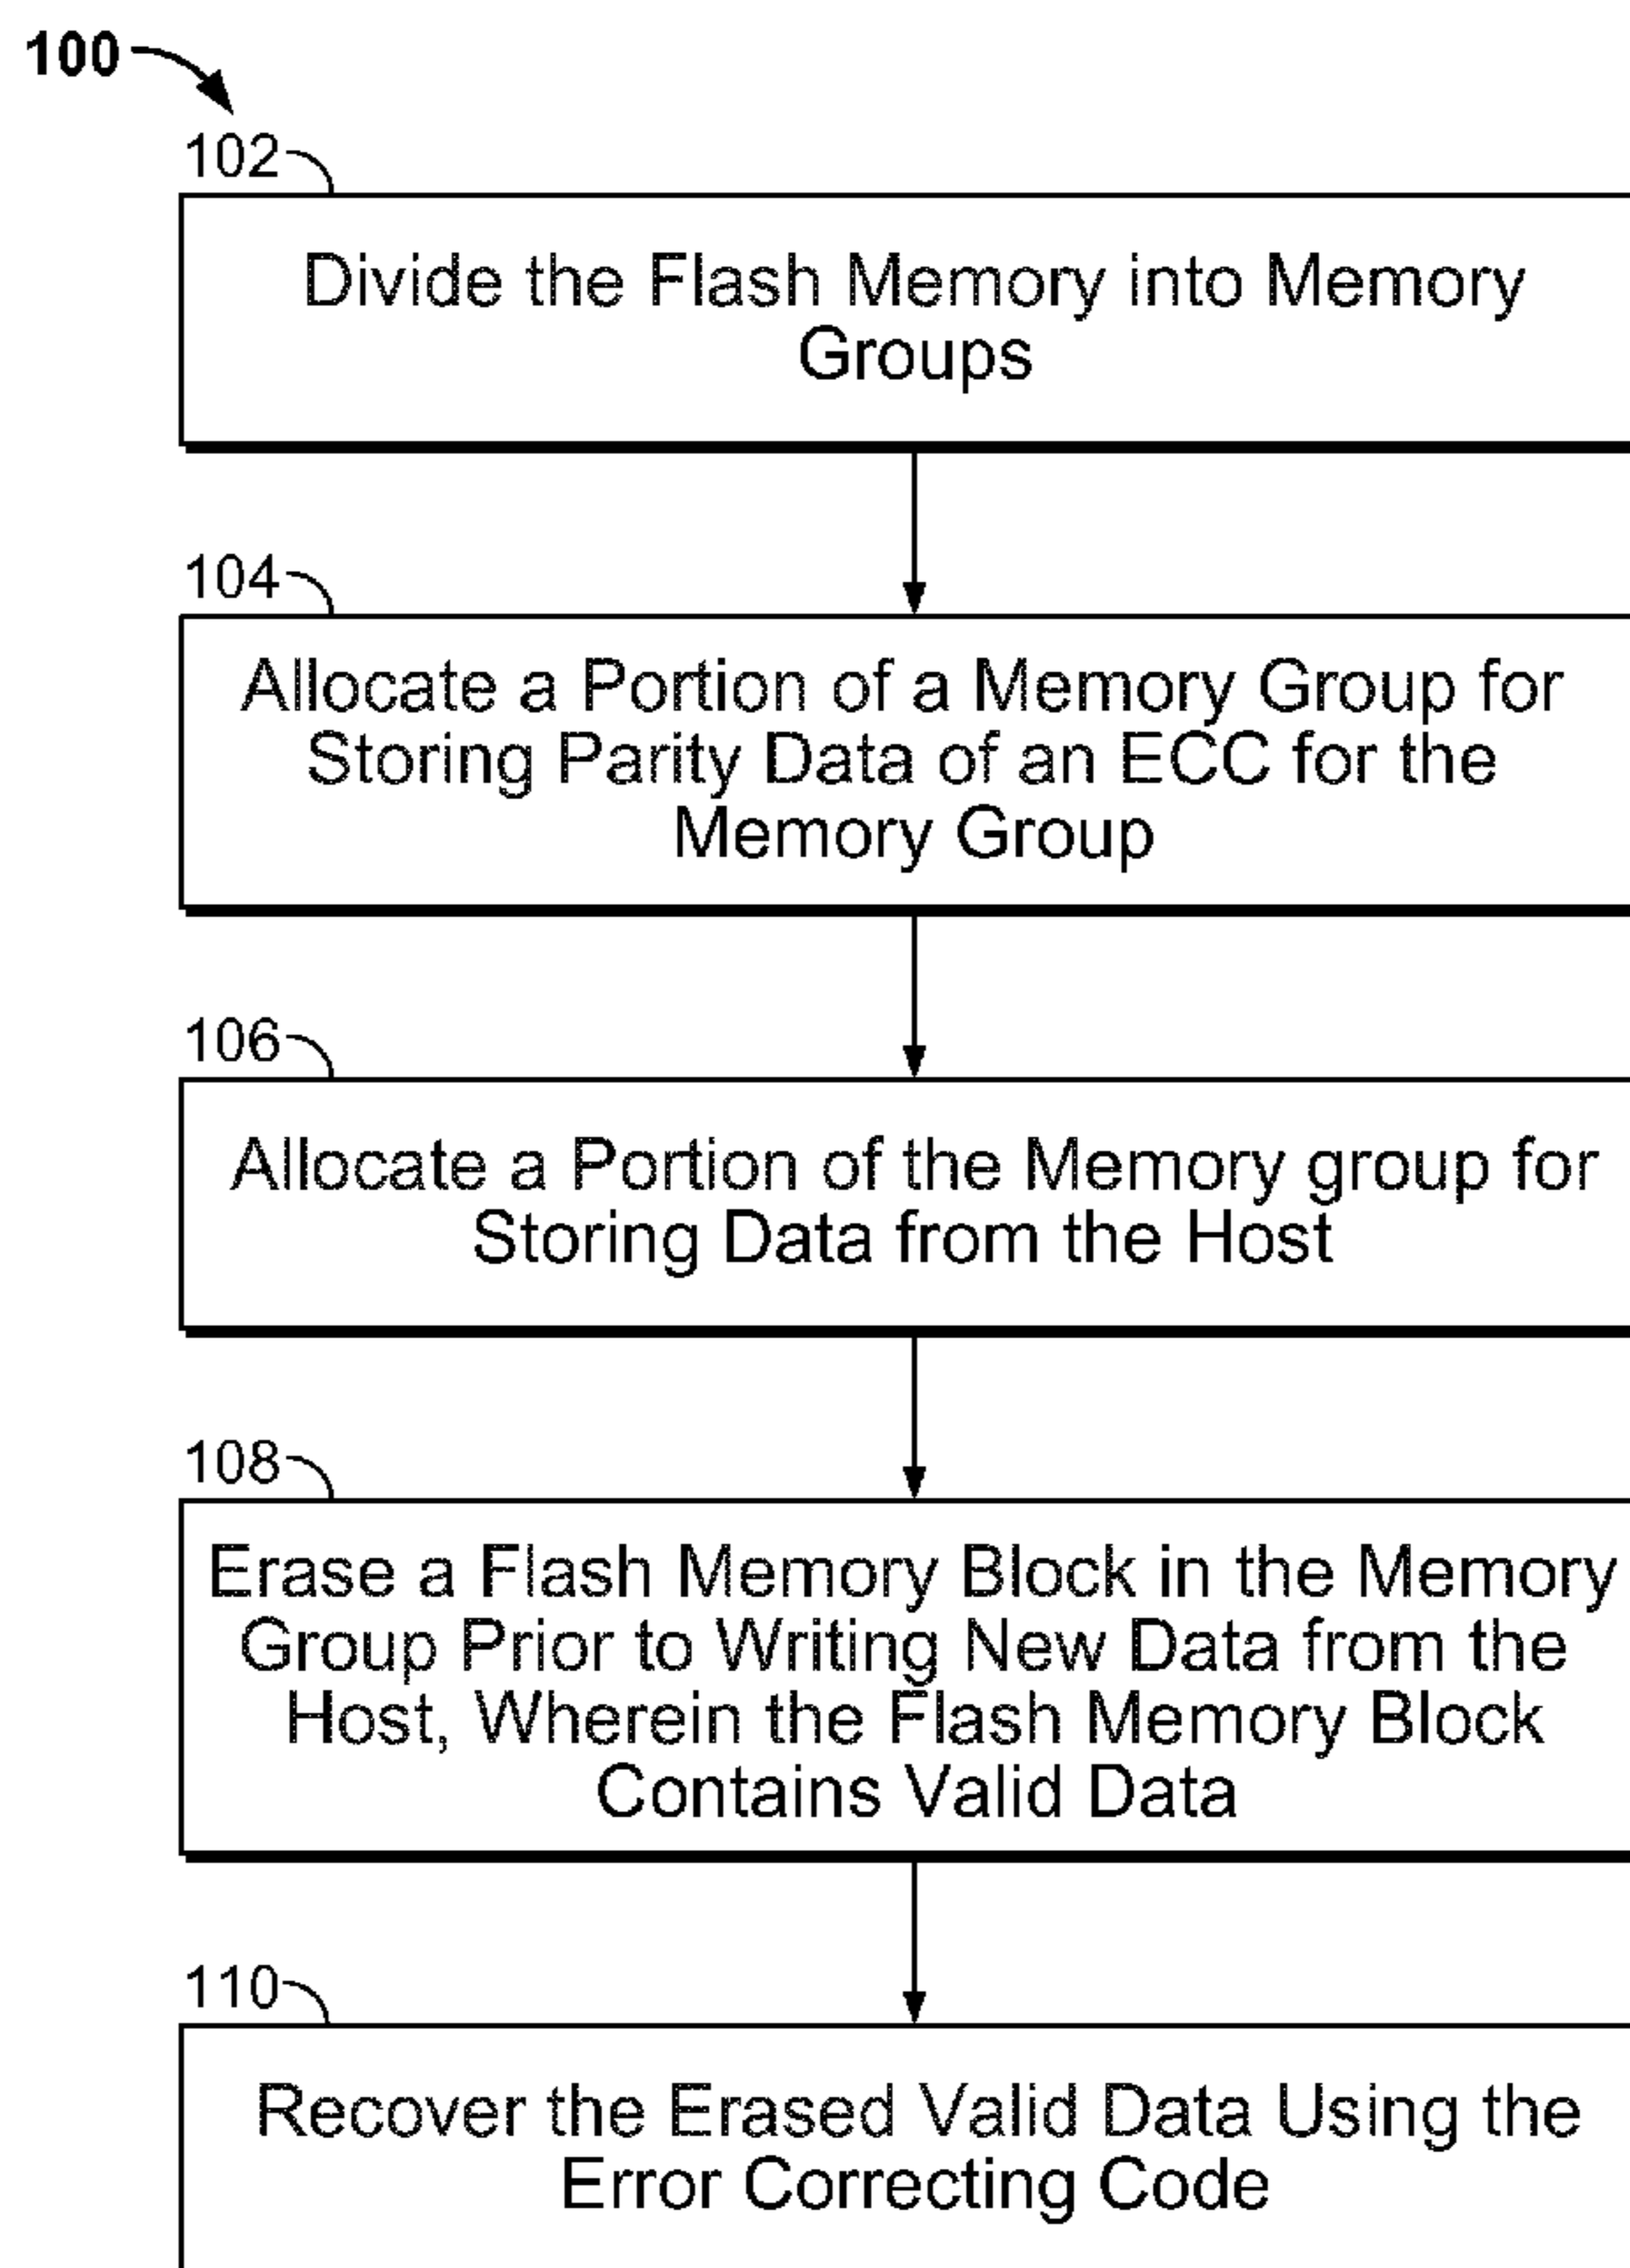 100
102
Divide the Flash Memory into Memory
Groups
104
Allocate a Portion of a Memory Group for
Storing Parity Data of an ECC for the
Memory Group
106
Allocate a Portion of the Memory group for
Storing Data from the Host
108
Erase a Flash Memory Block in the Memory
Group Prior to Writing New Data from the
Host, Wherein the Flash Memory Block
Contains Valid Data
110
Recover the Erased Valid Data Using the
Error Correcting Code